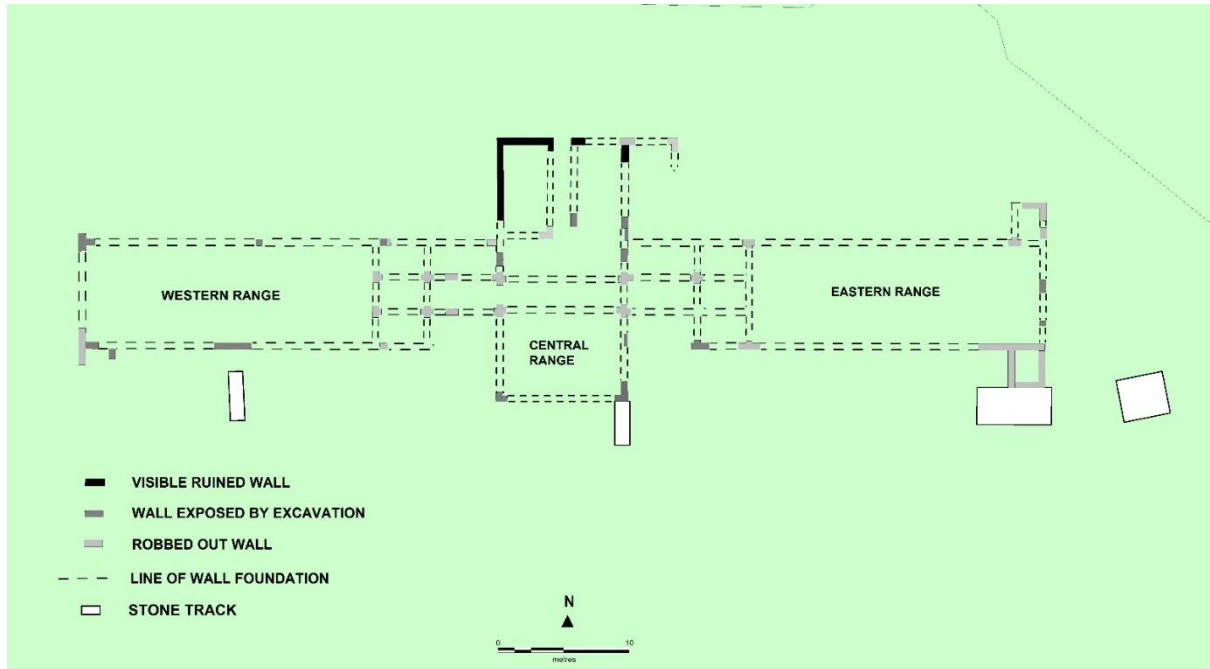 WESTERN RANGE
EASTERN RANGE
CENTRAL
RANGE
VISIBLE RUINED WALL
WALL EXPOSED BY EXCAVATION
ROBBED OUT WALL
LINE OF WALL FOUNDATION
STONE TRACK
N
0 10
metres